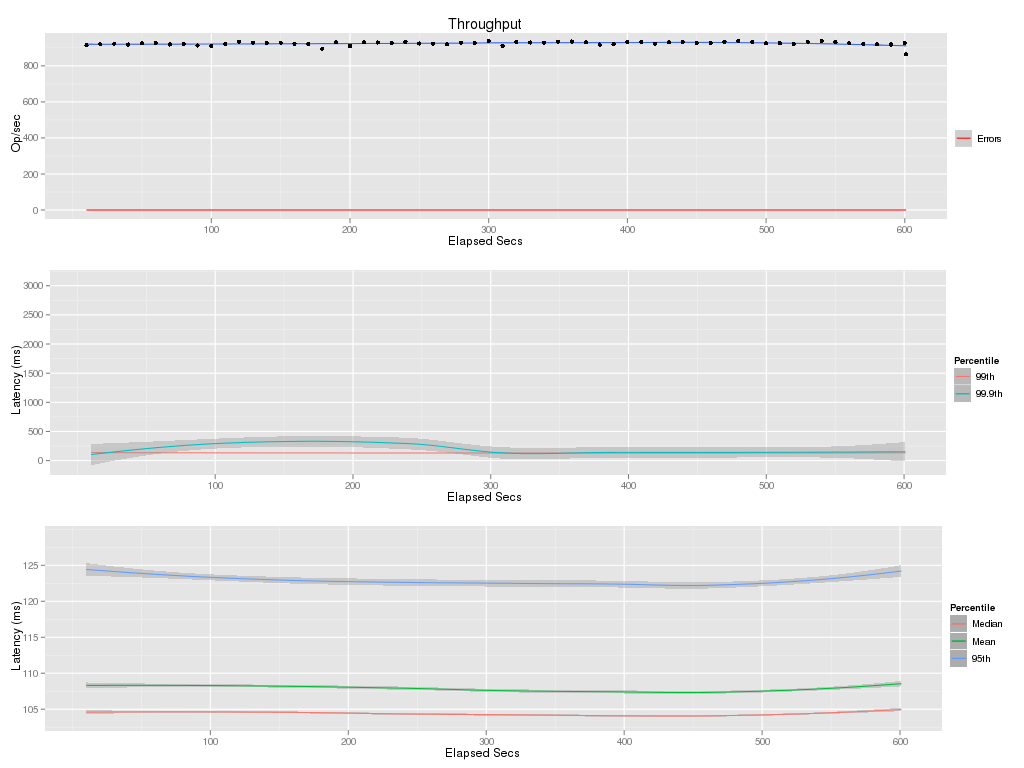 Throughput
Op/sec
800
600
400
200
0
100 200 300 400 500 600
Elapsed Secs
Errors
Latency (ms)
3000
2500
2000
1500
1000
500
0
100 200 300 400 500 600
Elapsed Secs
Percentile
99th
99.9th
Latency (ms)
125
120
115
110
105
100 200 300 400 500 600
Elapsed Secs
Percentile
Median
Mean
95th